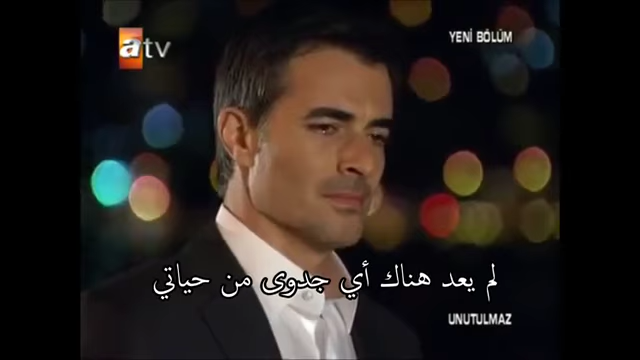 atv
YENİ BÖLÜM
لم يعد هناك أي جدوى من حياتي
UNUTULMAZ